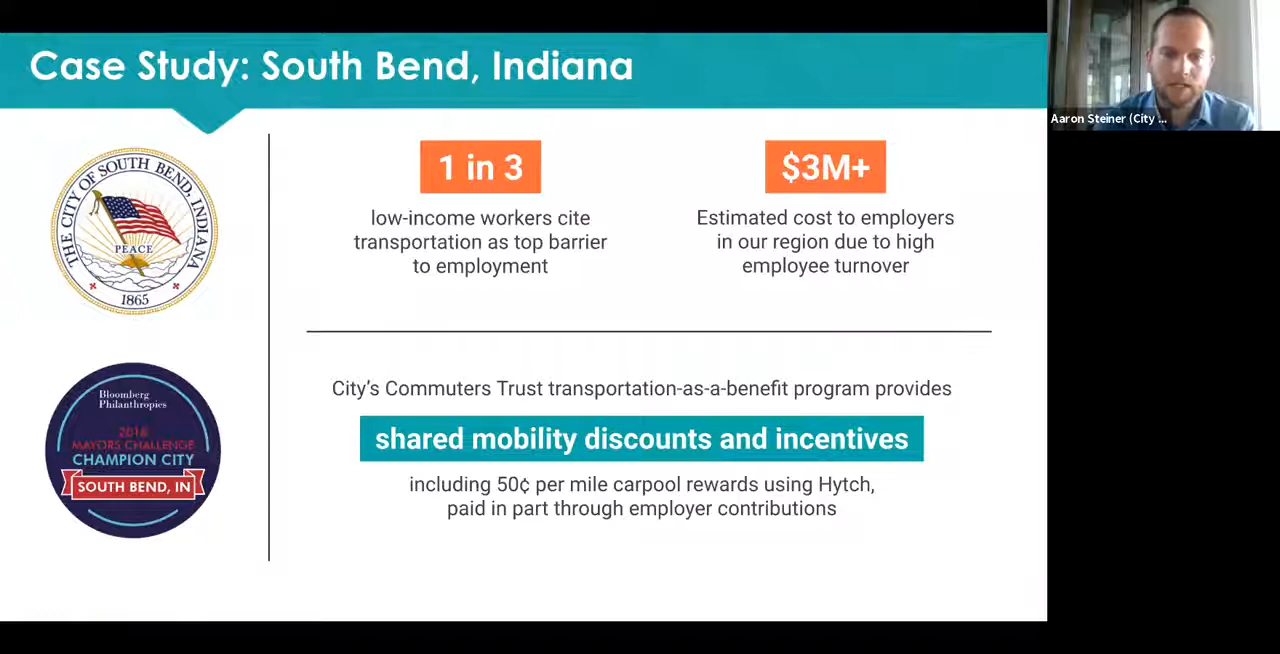 Case Study: South Bend, Indiana
Aaron Steiner (City ...
THE CITY OF SOUTH BEND, INDIANA
PEACE
1865
1 in 3
low-income workers cite
transportation as top barrier
to employment
$3M+
Estimated cost to employers
in our region due to high
employee turnover
Bloomberg
Philanthropies
2018
MAYORS CHALLENGE
CHAMPION CITY
SOUTH BEND, IN
City's Commuters Trust transportation-as-a-benefit program provides
shared mobility discounts and incentives
including 50¢ per mile carpool rewards using Hytch,
paid in part through employer contributions